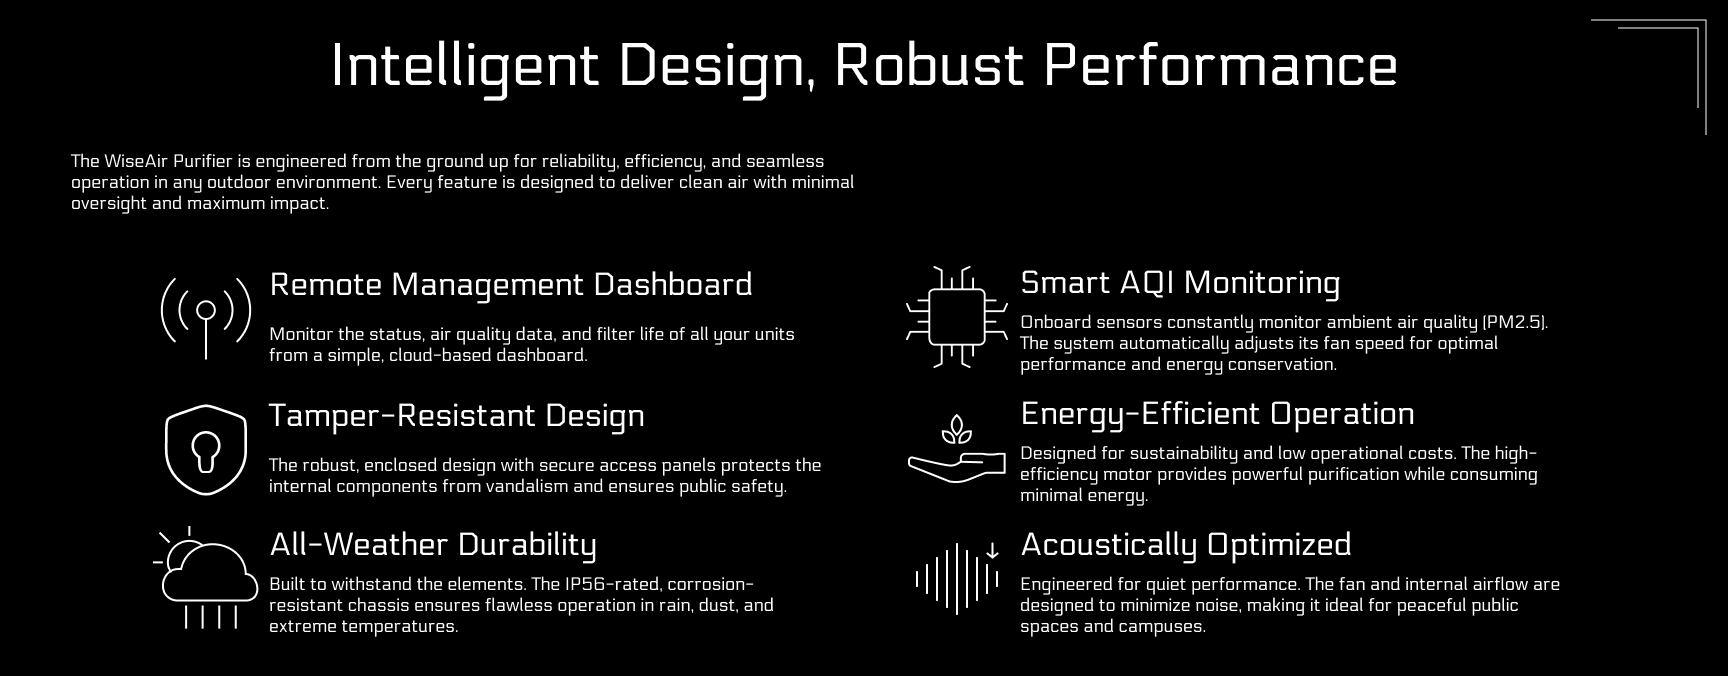 Intelligent Design, Robust Performance
The WiseAir Purifier is engineered from the ground up for reliability, efficiency, and seamless
operation in any outdoor environment. Every feature is designed to deliver clean air with minimal
oversight and maximum impact.
Remote Management Dashboard
Monitor the status, air quality data, and filter life of all your units
from a simple, cloud-based dashboard.
Tamper-Resistant Design
The robust, enclosed design with secure access panels protects the
internal components from vandalism and ensures public safety.
All-Weather Durability
Built to withstand the elements. The IP56-rated, corrosion-
resistant chassis ensures flawless operation in rain, dust, and
extreme temperatures.
Smart AQI Monitoring
Onboard sensors constantly monitor ambient air quality (PM2.5).
The system automatically adjusts its fan speed for optimal
performance and energy conservation.
Energy-Efficient Operation
Designed for sustainability and low operational costs. The high-
efficiency motor provides powerful purification while consuming
minimal energy.
Acoustically Optimized
Engineered for quiet performance. The fan and internal airflow are
designed to minimize noise, making it ideal for peaceful public
spaces and campuses.